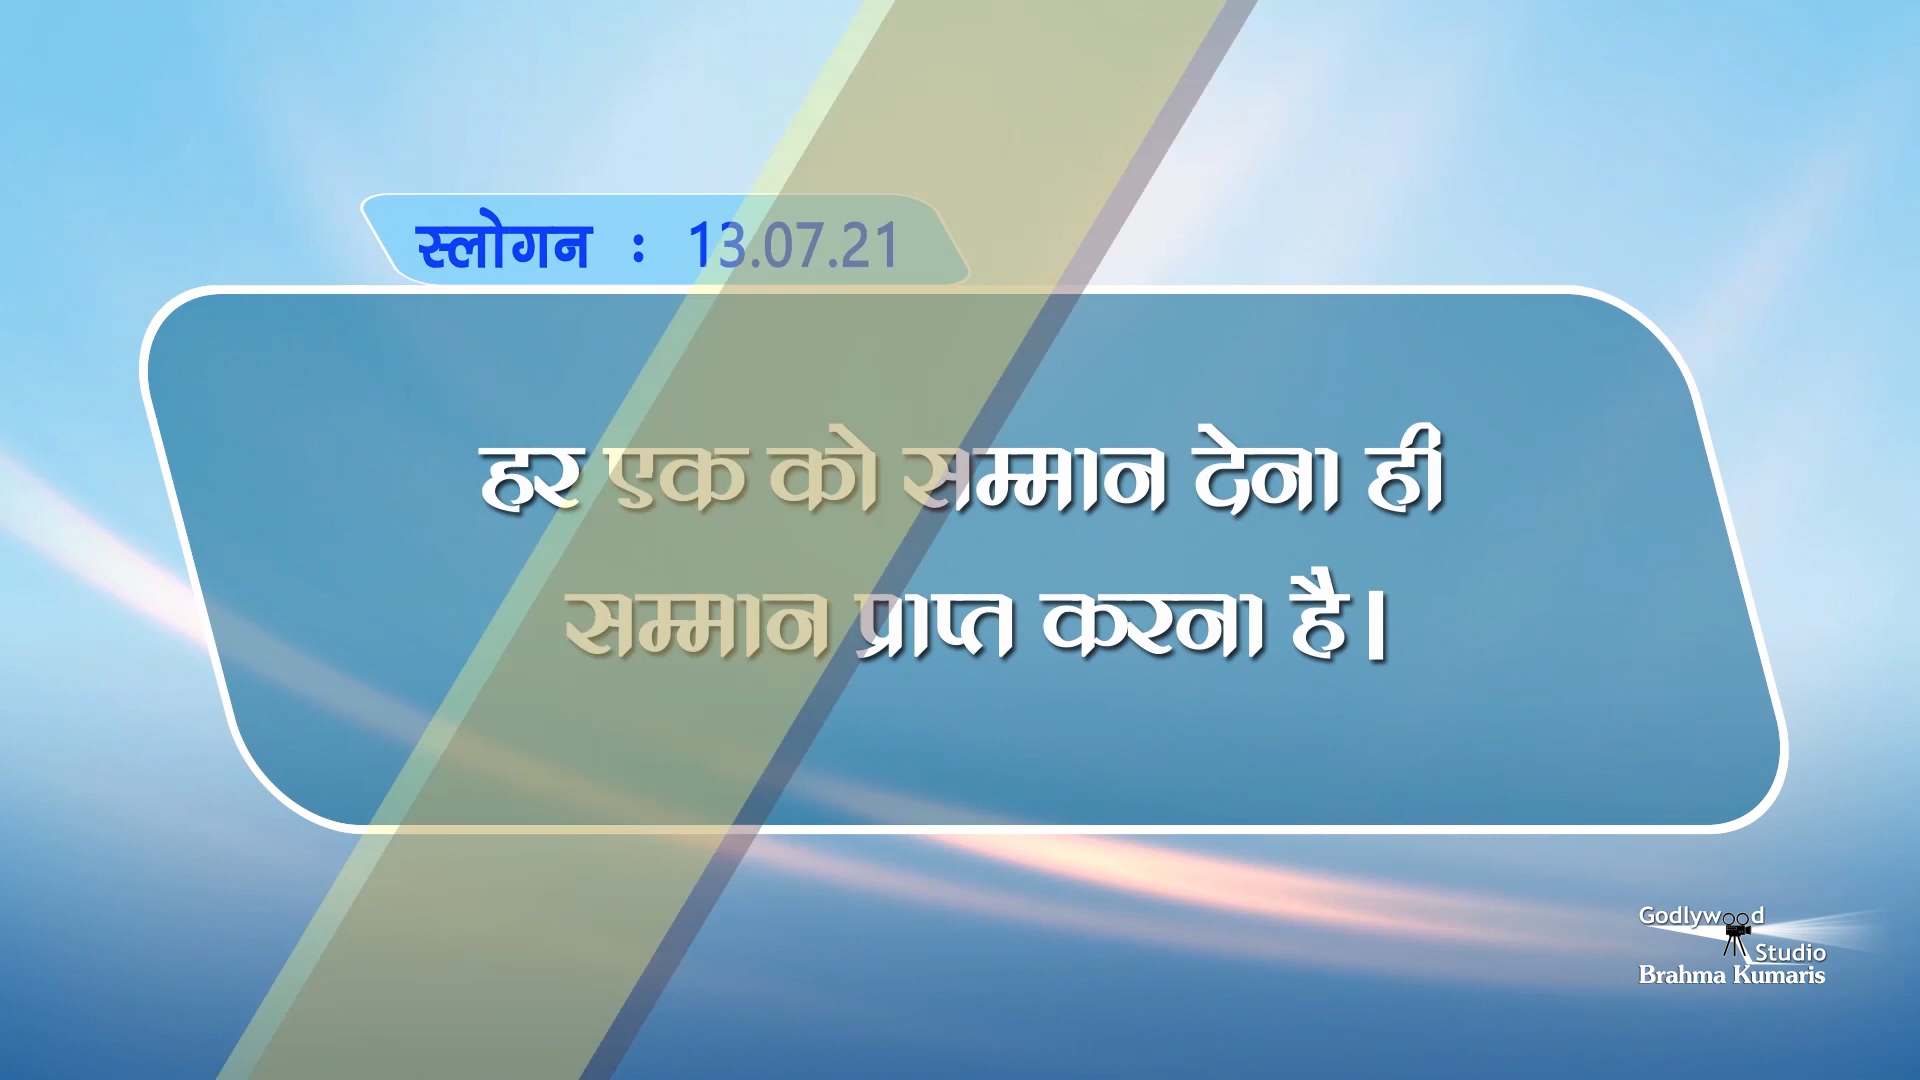 स्लोगन : 13.07.21
हर एक को सम्मान देना ही
सम्मान प्राप्त करना है।
Godlywood
Studio
Brahma Kumaris